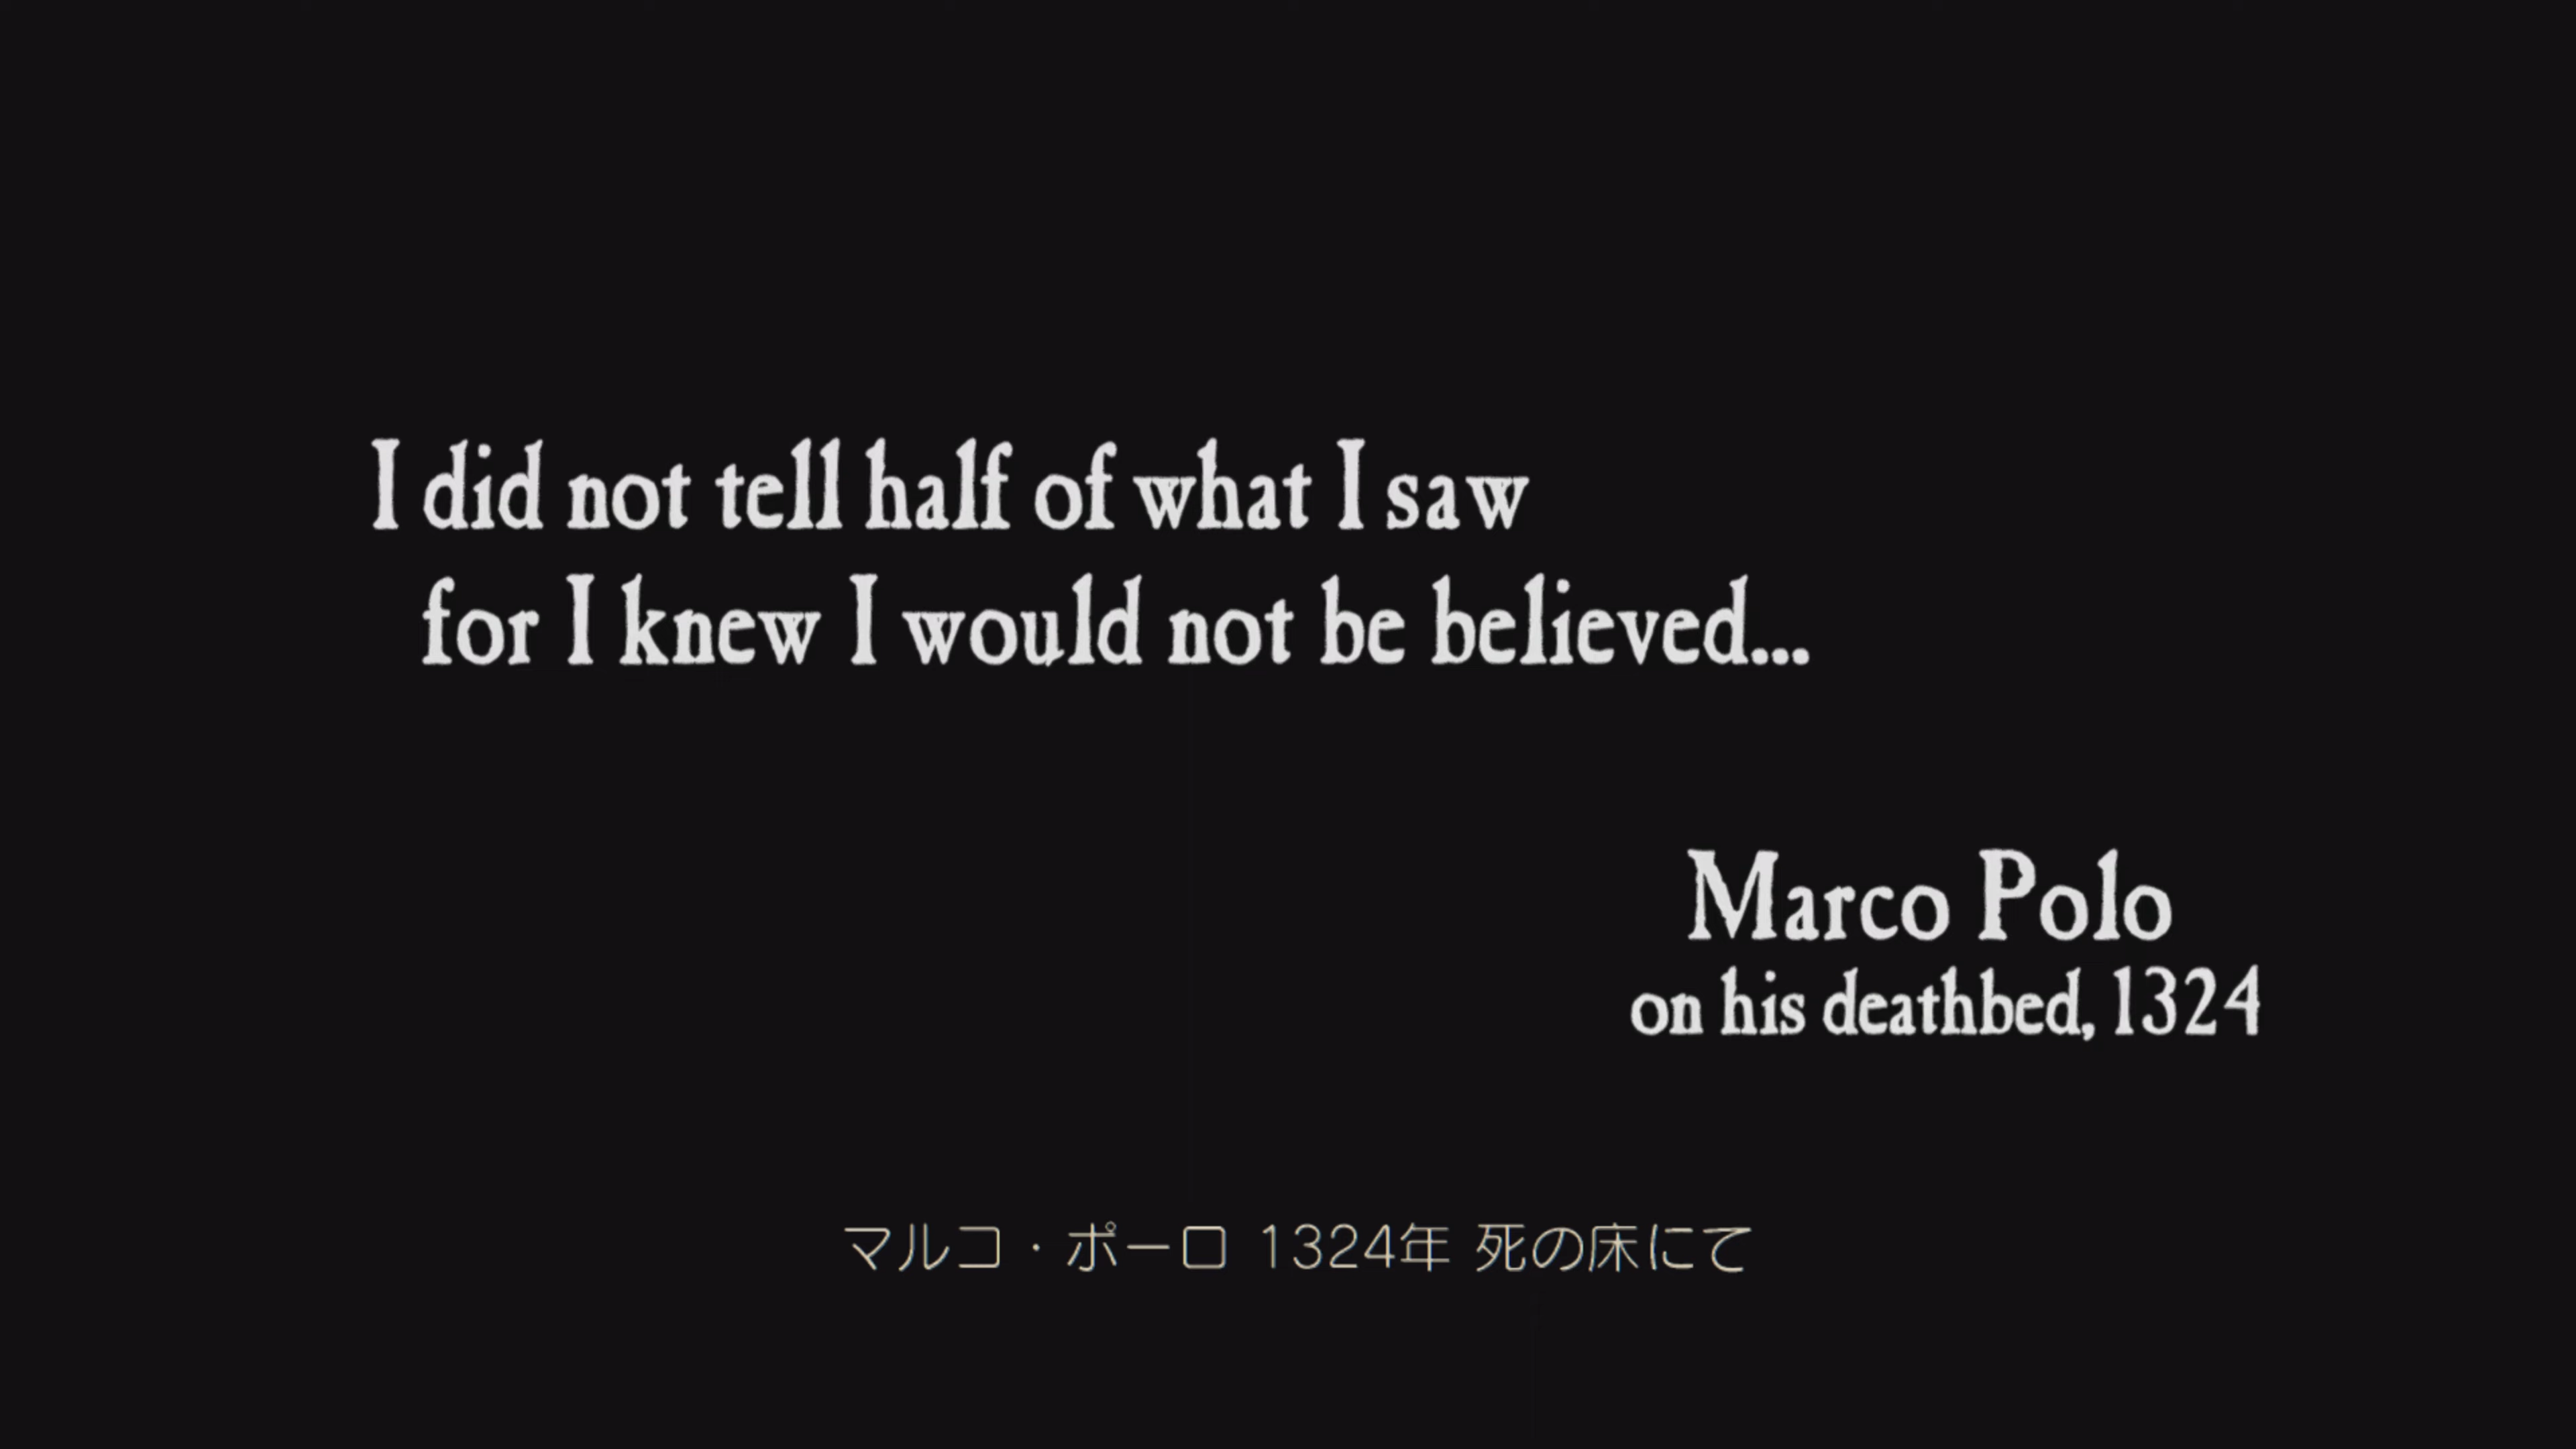 I did not tell half of what I saw
for I knew I would not be believed...
Marco Polo
on his deathbed, 1324
マルコ・ポーロ 1324年 死の床にて